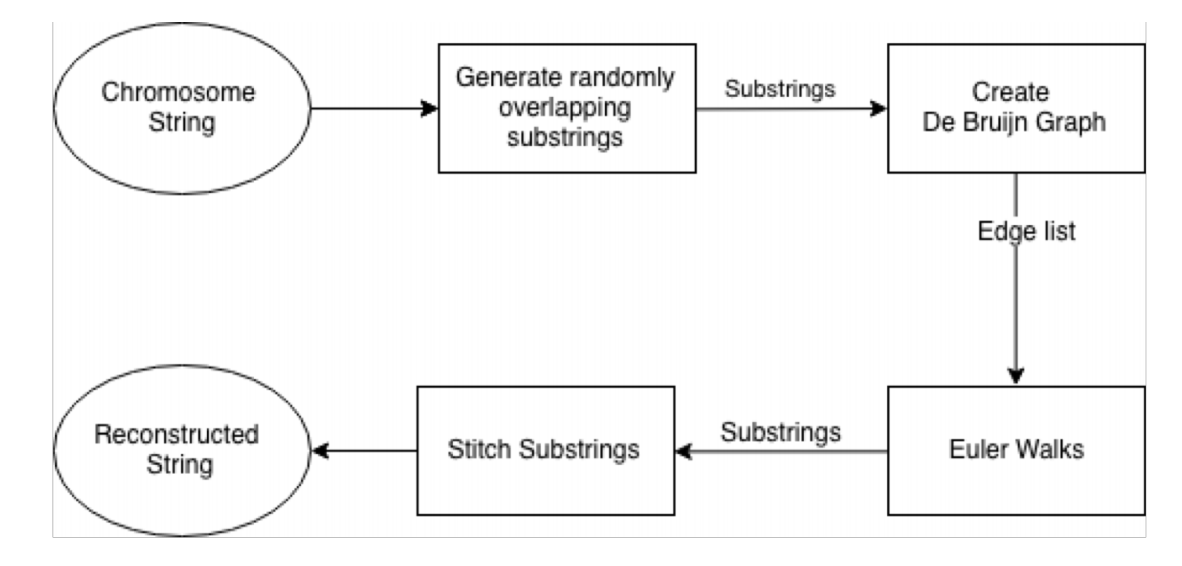 Chromosome
String
Generate randomly
overlapping
substrings
Substrings
Create
De Bruijn Graph
Edge list
Euler Walks
Substrings
Stitch Substrings
Reconstructed
String